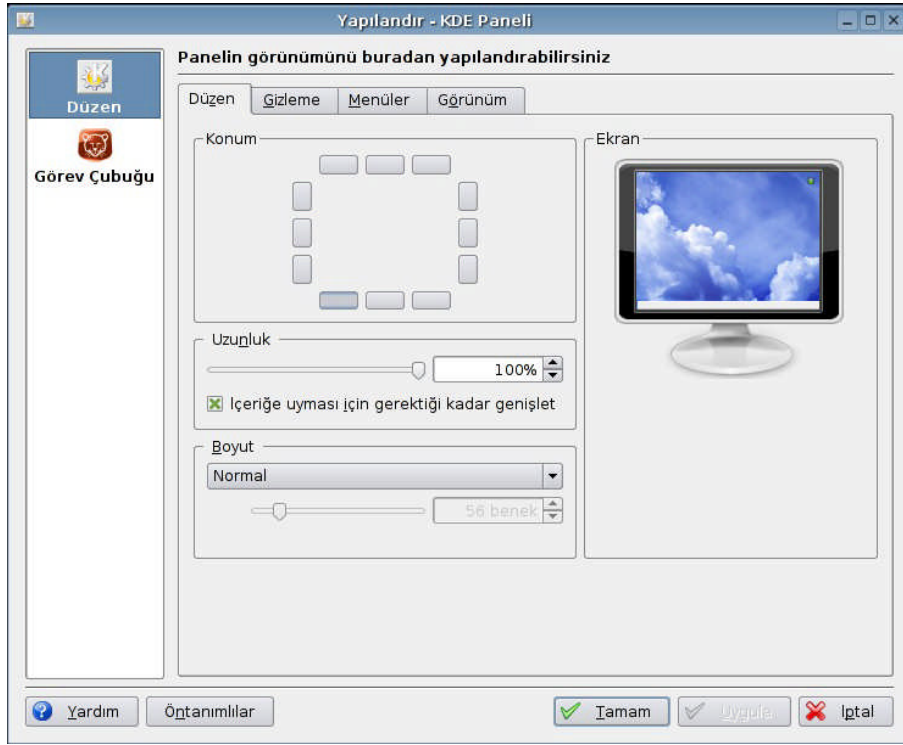 Yapılandır - KDE Paneli
Panelin görünümünü buradan yapılandırabilirsiniz
Düzen
Görev Çubuğu
Düzen Gizleme Menüler Görünüm
Konum
Ekran
Uzunluk
100%
İçeriğe uyması için gerektiği kadar genişlet
Boyut
Normal
56 benek
Yardım Öntanımlılar Tamam Uygula İptal